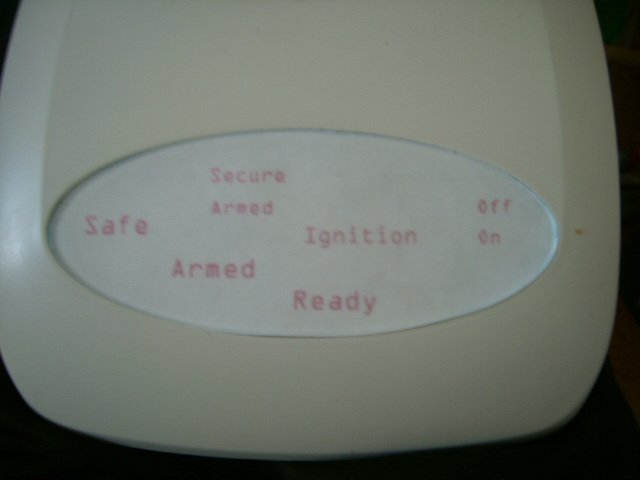 Secure
Armed Off
Safe
Ignition On
Armed
Ready